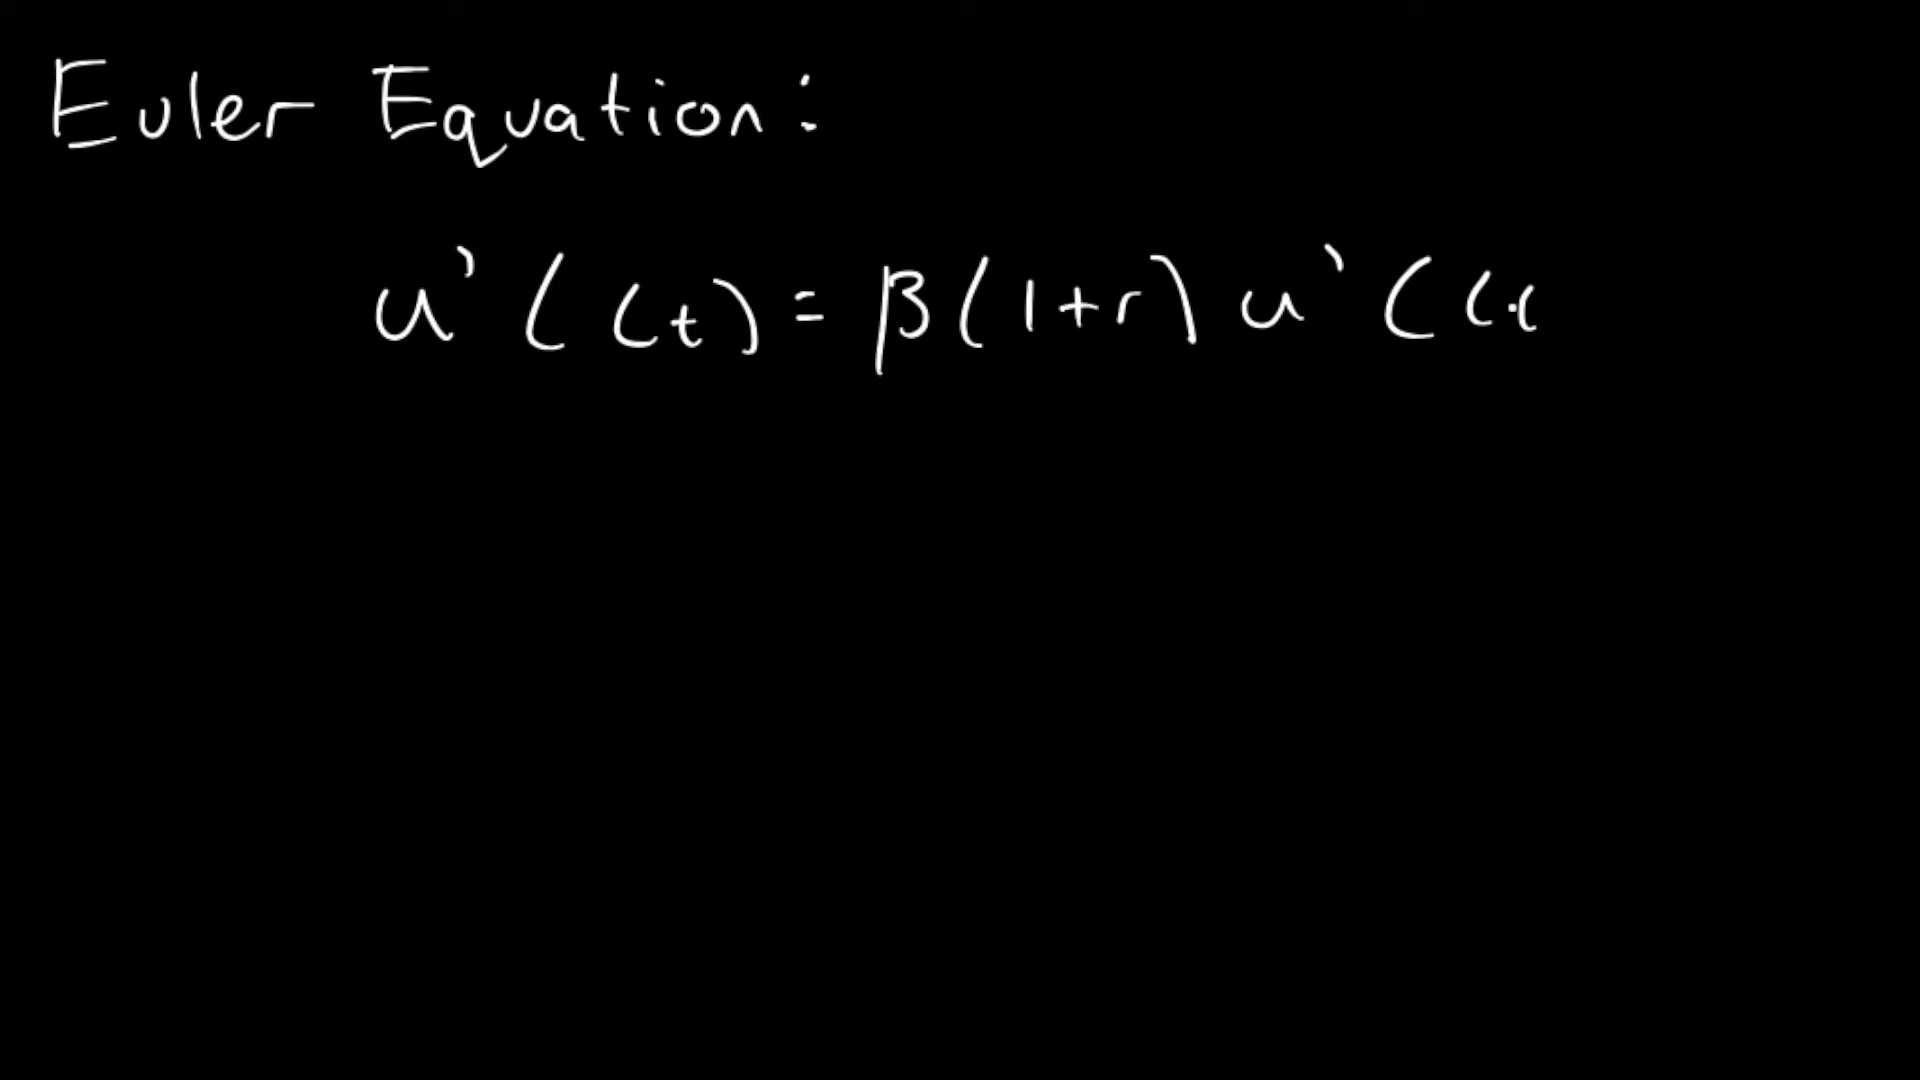 Euler Equation:
u'(Ct) = β(1+r) u'(C